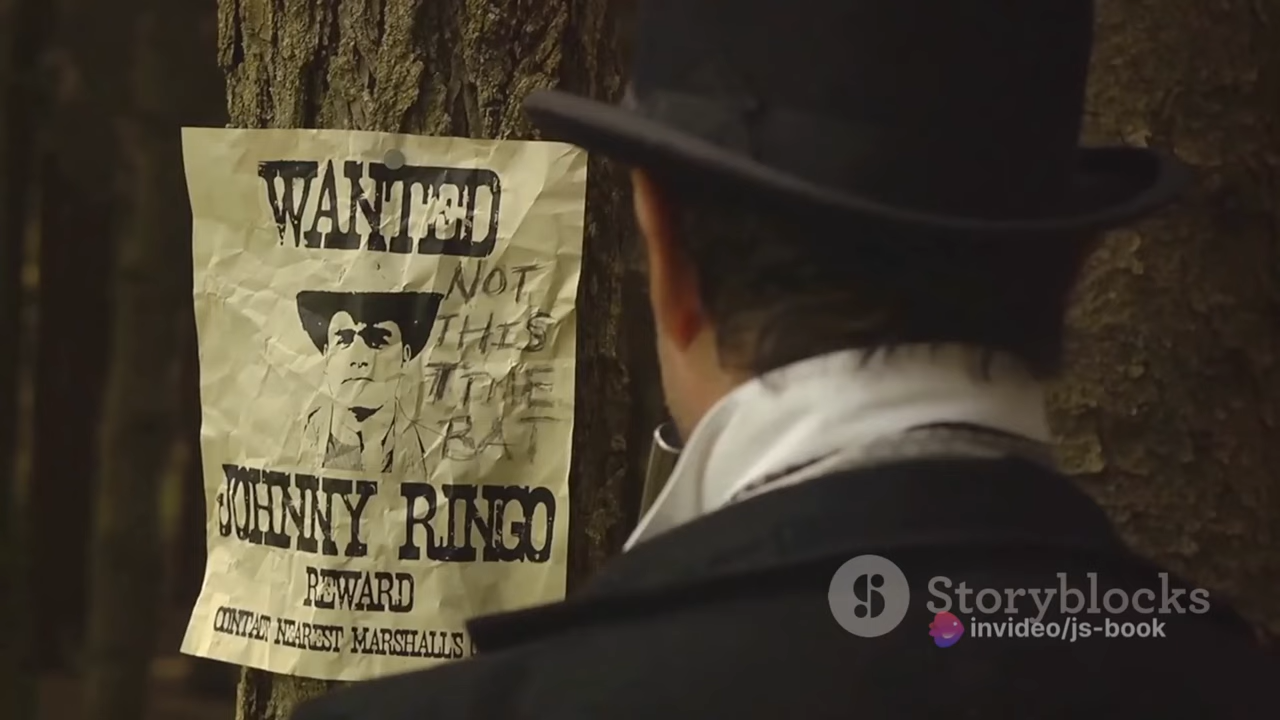 WANTED
NOT
THIS
TIME
BAT
JOHNNY RINGO
REWARD
CONTACT NEAREST MARSHALLS
Storyblocks
invideo/js-book